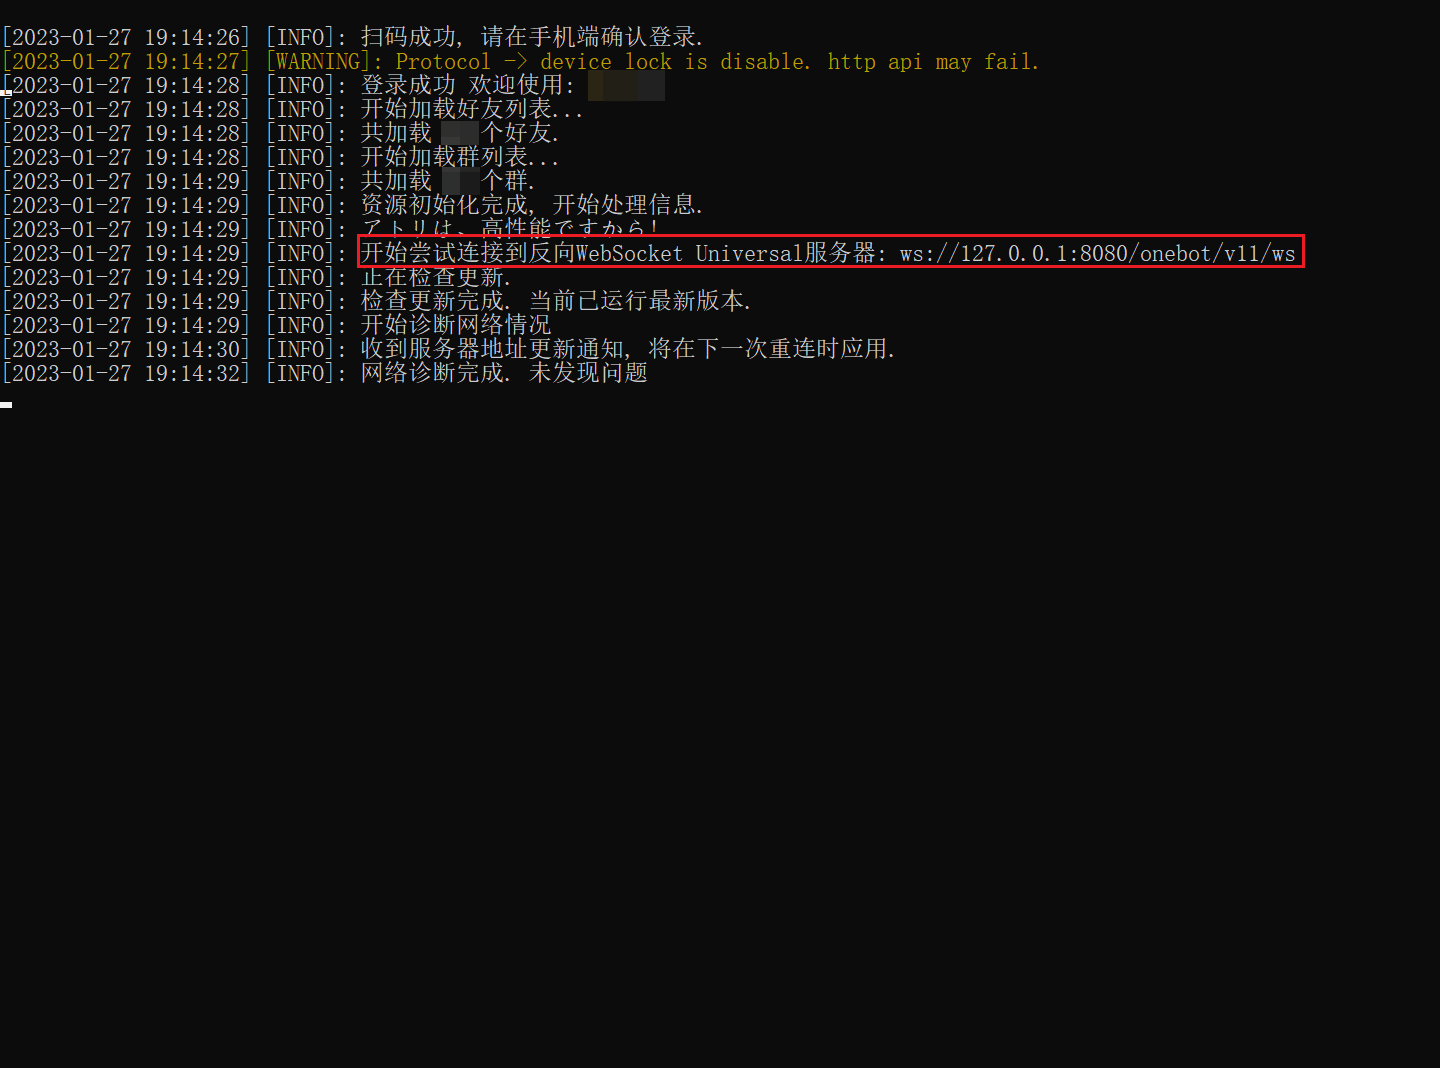 [2023-01-27 19:14:26] [INFO]: 扫码成功, 请在手机端确认登录.
[2023-01-27 19:14:27] [WARNING]: Protocol -> device lock is disable. http api may fail.
[2023-01-27 19:14:28] [INFO]: 登录成功 欢迎使用:
[2023-01-27 19:14:28] [INFO]: 开始加载好友列表...
[2023-01-27 19:14:28] [INFO]: 共加载 个好友.
[2023-01-27 19:14:28] [INFO]: 开始加载群列表...
[2023-01-27 19:14:29] [INFO]: 共加载 个群.
[2023-01-27 19:14:29] [INFO]: 资源初始化完成, 开始处理信息.
[2023-01-27 19:14:29] [INFO]: アトリは、高性能ですから!
[2023-01-27 19:14:29] [INFO]: 开始尝试连接到反向WebSocket Universal服务器: ws://127.0.0.1:8080/onebot/v11/ws
[2023-01-27 19:14:29] [INFO]: 正在检查更新.
[2023-01-27 19:14:29] [INFO]: 检查更新完成. 当前已运行最新版本.
[2023-01-27 19:14:29] [INFO]: 开始诊断网络情况
[2023-01-27 19:14:30] [INFO]: 收到服务器地址更新通知, 将在下一次重连时应用.
[2023-01-27 19:14:32] [INFO]: 网络诊断完成. 未发现问题